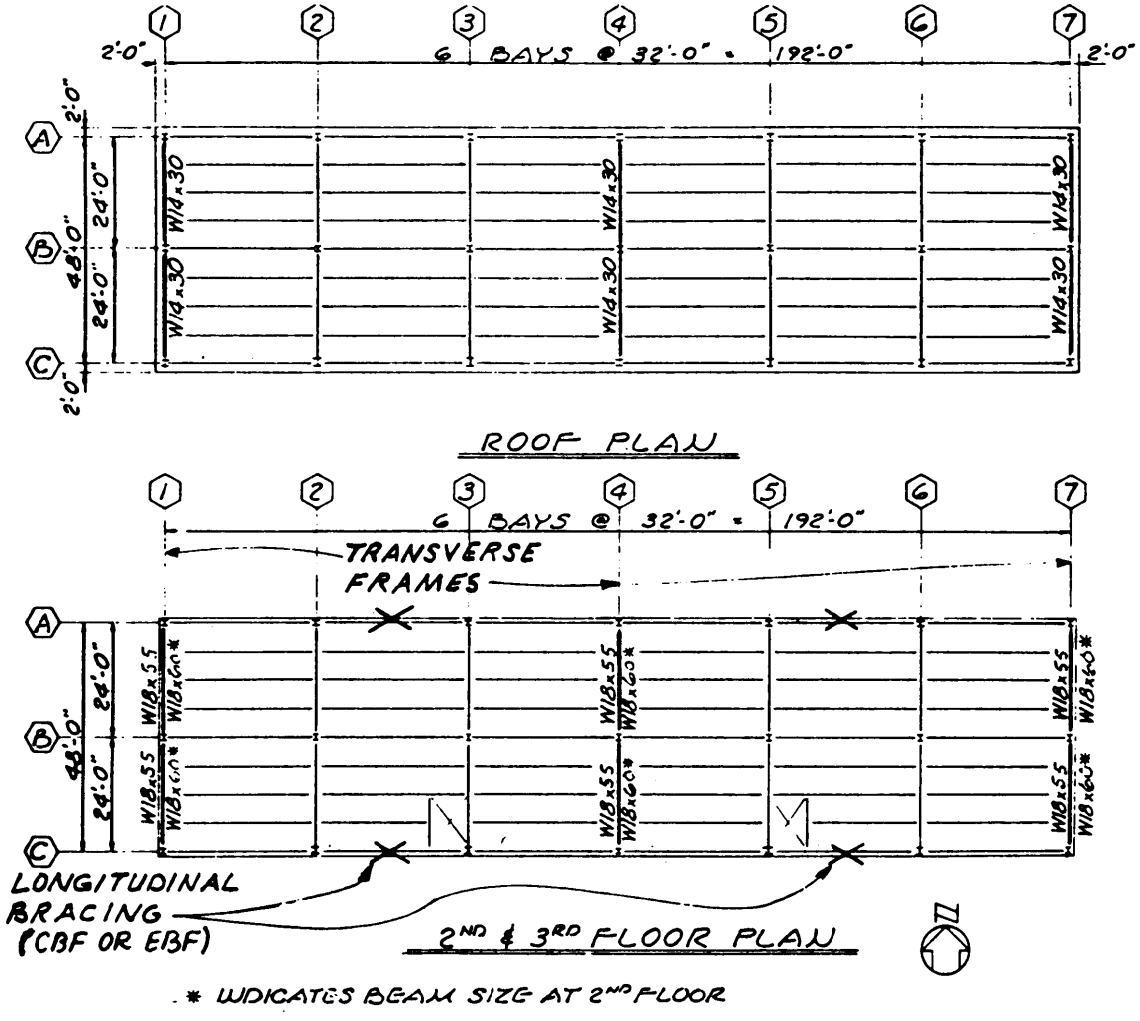 1 2 3 4 5 6 7
2'-0" 6 BAYS @ 32'-0" = 192'-0" 2'-0"
2'-0"
A
24'-0"
B
48'-0"
24'-0"
C
2'-0"
W14x30 W14x30 W14x30
W14x30 W14x30 W14x30
ROOF PLAN
1 2 3 4 5 6 7
6 BAYS @ 32'-0" = 192'-0"
TRANSVERSE
FRAMES
A
24'-0"
B
48'-0"
24'-0"
C
W18x55 W18x60* W18x55 W18x60* W18x55 W18x60*
W18x55 W18x60* W18x55 W18x60* W18x55 W18x60*
LONGITUDINAL
BRACING
(CBF OR EBF)
2ND & 3RD FLOOR PLAN
N
* INDICATES BEAM SIZE AT 2ND FLOOR